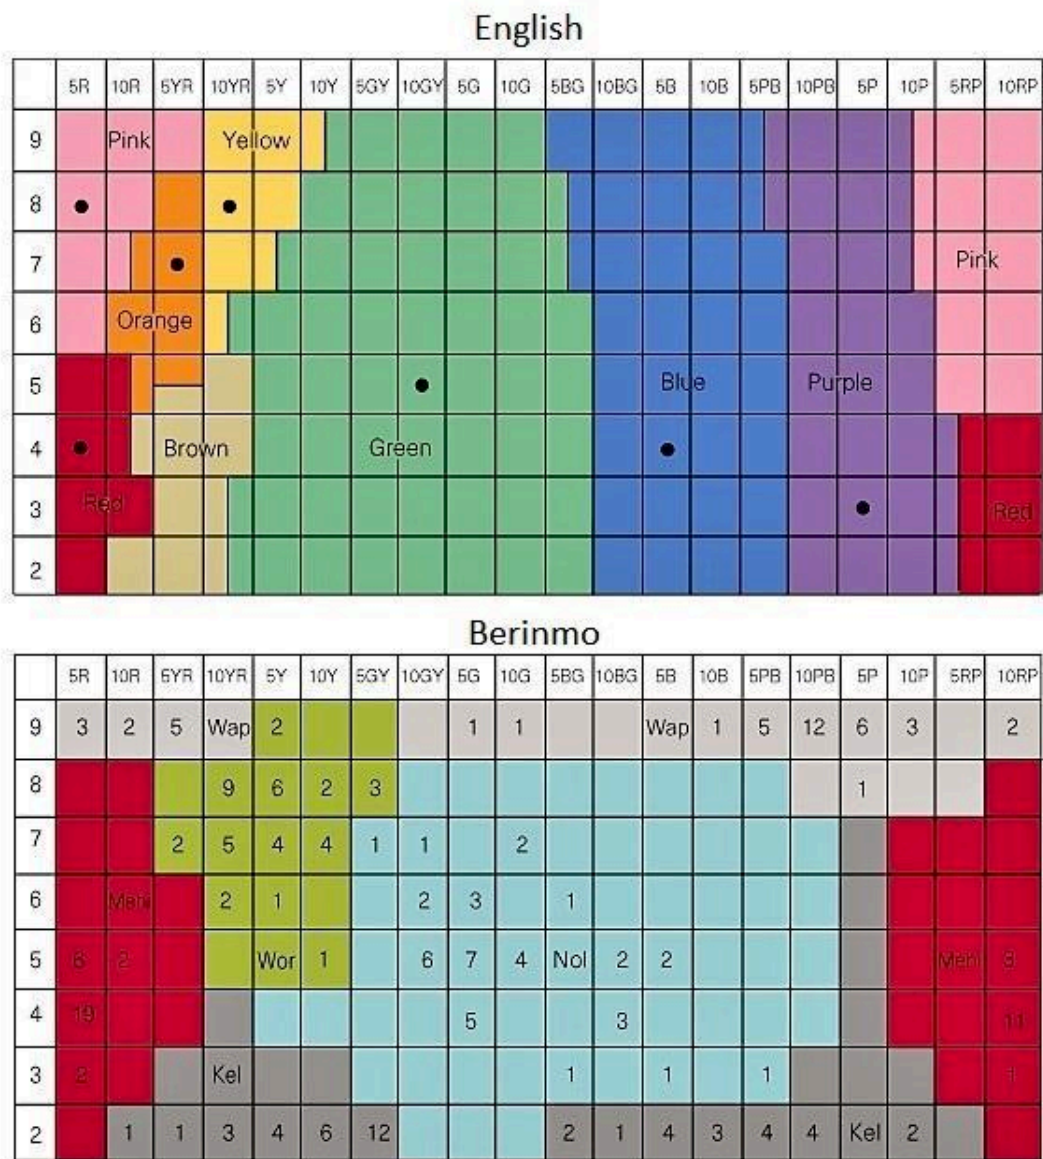 English
5R 10R 5YR 10YR 5Y 10Y 5GY 10GY 5G 10G 5BG 10BG 5B 10B 5PB 10PB 5P 10P 5RP 10RP
9 Pink Yellow
8
7 Pink
6 Orange
5 Blue Purple
4 Brown Green
3 Red Red
2
Berinmo
5R 10R 5YR 10YR 5Y 10Y 5GY 10GY 5G 10G 5BG 10BG 5B 10B 5PB 10PB 5P 10P 5RP 10RP
9 3 2 5 Wap 2 1 1 Wap 1 5 12 6 3 2
8 9 6 2 3 1
7 2 5 4 4 1 1 2
6 Mehi 2 1 2 3 1
5 6 2 Wor 1 6 7 4 Nol 2 2 Mehi
4 19 5 3 11
3 2 Kel 1 1 1 1
2 1 1 3 4 6 12 2 1 4 3 4 4 Kel 2